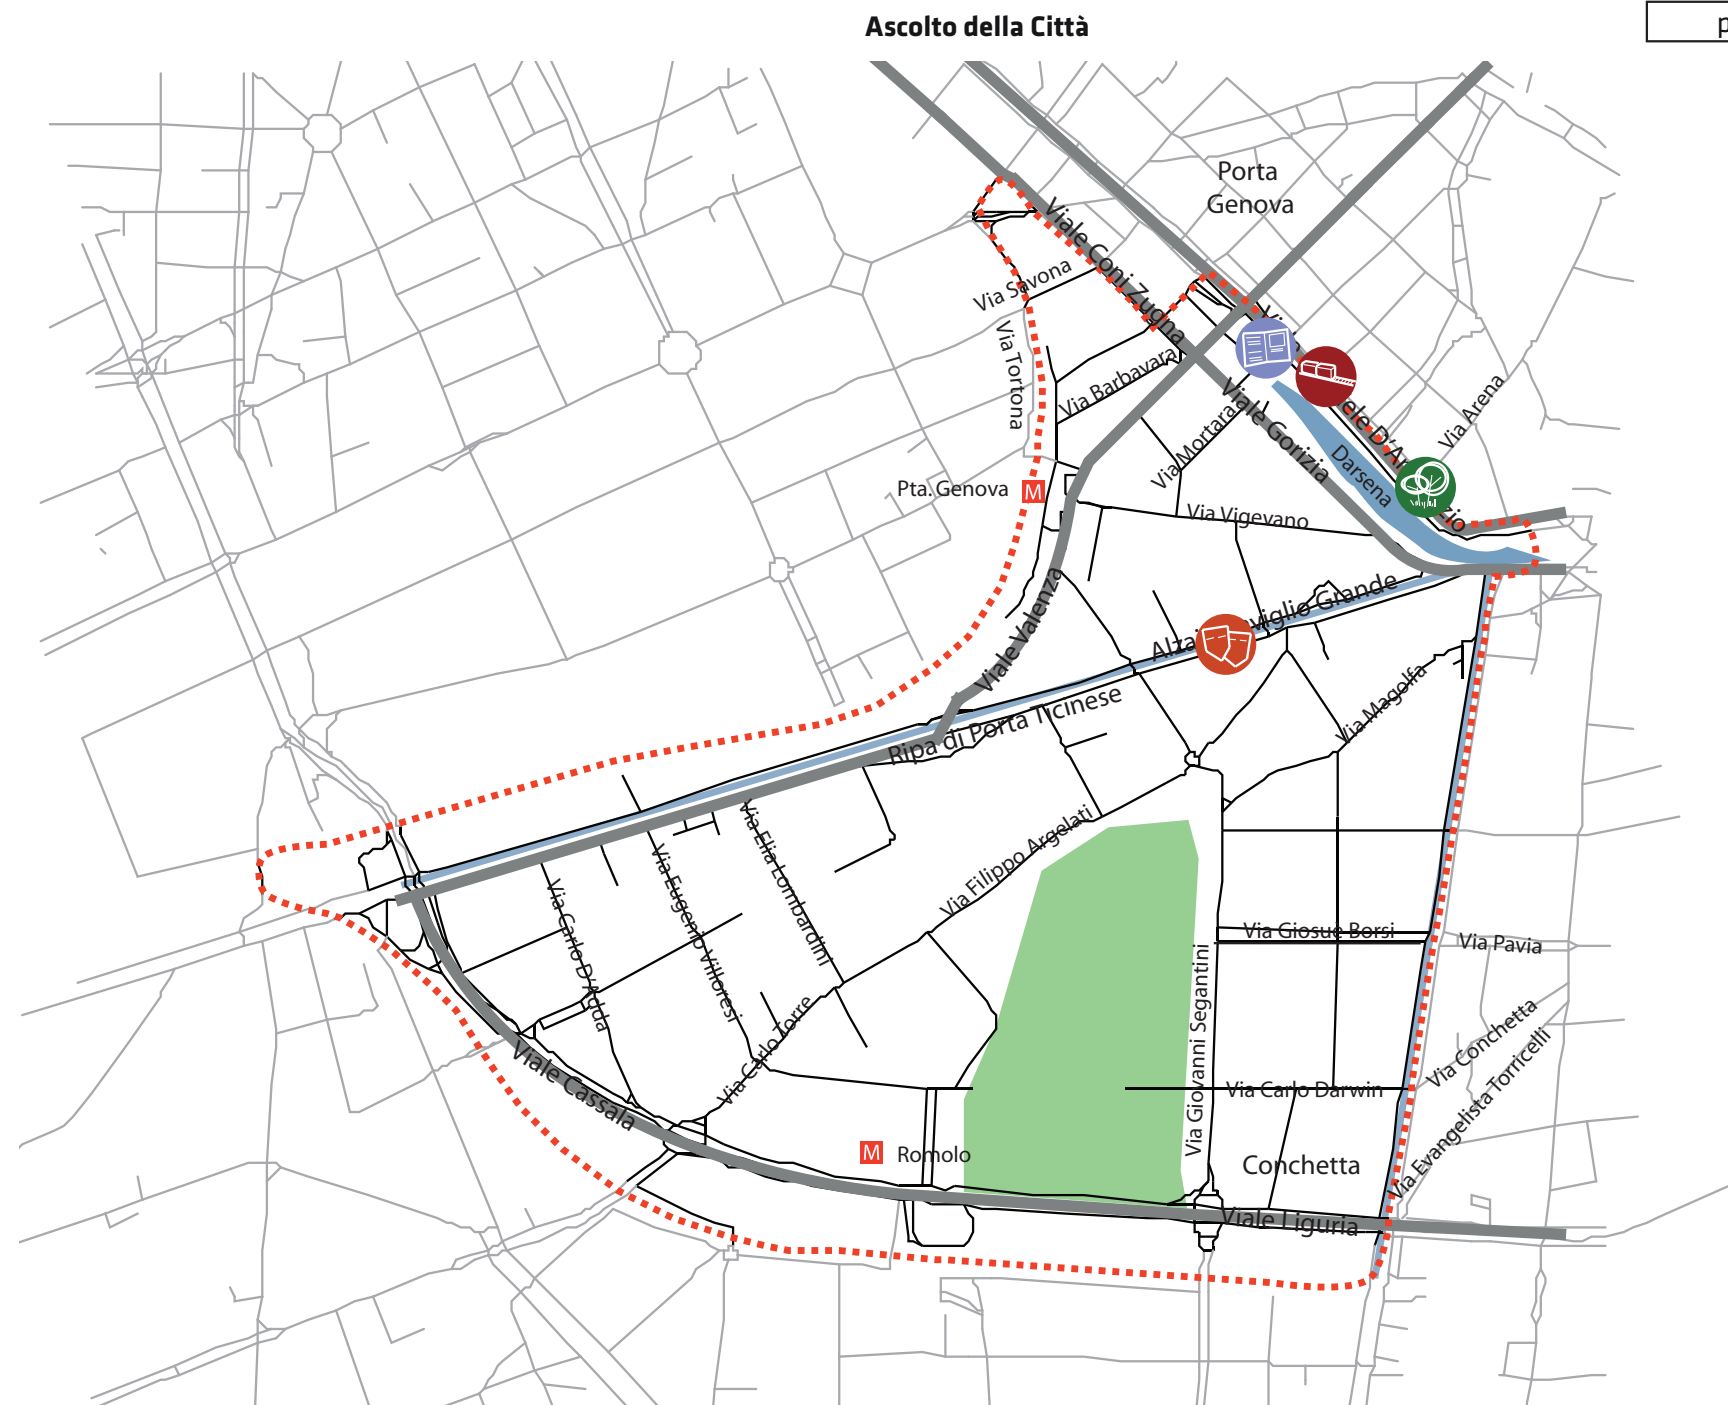 Ascolto della Città
p
Porta
Genova
Viale Coni Zugna
Via Savona
Via Tortona
Via Barbavara
Viale Gorizia
Via Mortara
Darsena
Via Arena
Pta. Genova
M
Via Vigevano
Viale Valenza
Ripa di Porta Ticinese
Via Magolfa
Via Filippo Argelati
Via Elia Lombardini
Via Eugenio Villoresi
Via Carlo D'Adda
Via Carlo Torre
Viale Cassala
M
Romolo
Via Giovanni Segantini
Via Giosuè Borsi
Via Pavia
Via Conchetta
Via Evangelista Torricelli
Via Carlo Darwin
Conchetta
Viale Liguria